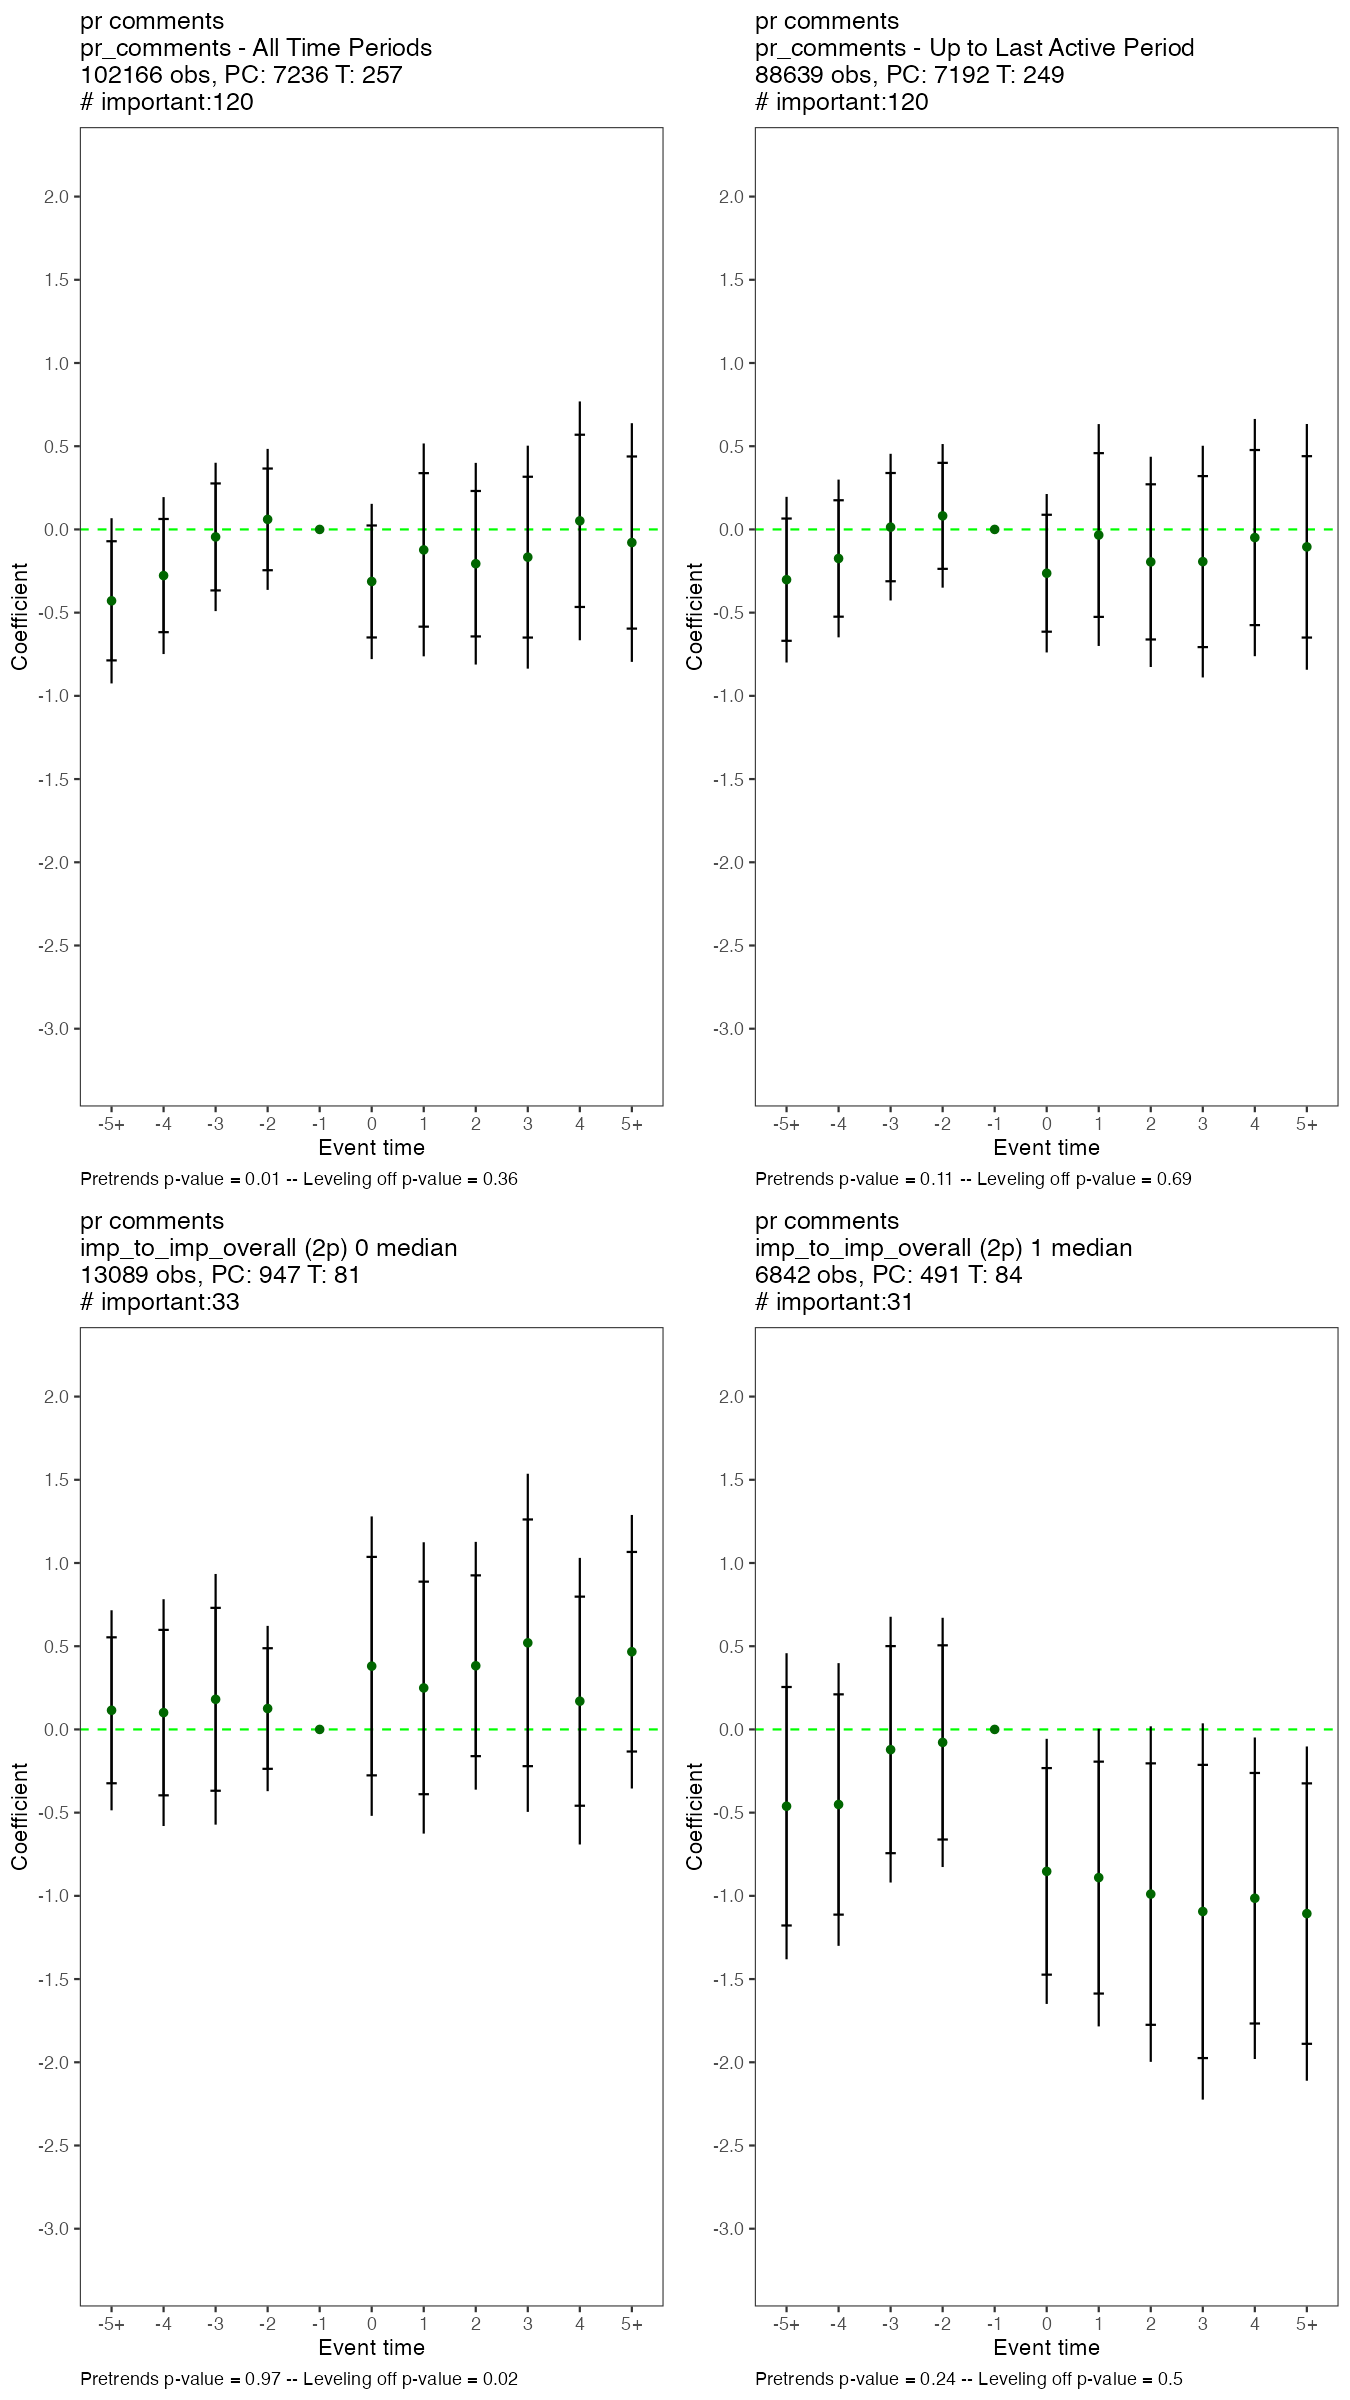 pr comments
pr_comments - All Time Periods
102166 obs, PC: 7236 T: 257
# important:120
2.0
1.5
1.0
0.5
0.0
-0.5
-1.0
-1.5
-2.0
-2.5
-3.0
Coefficient
-5+ -4 -3 -2 -1 0 1 2 3 4 5+
Event time
Pretrends p-value = 0.01 -- Leveling off p-value = 0.36
pr comments
pr_comments - Up to Last Active Period
88639 obs, PC: 7192 T: 249
# important:120
2.0
1.5
1.0
0.5
0.0
-0.5
-1.0
-1.5
-2.0
-2.5
-3.0
Coefficient
-5+ -4 -3 -2 -1 0 1 2 3 4 5+
Event time
Pretrends p-value = 0.11 -- Leveling off p-value = 0.69
pr comments
imp_to_imp_overall (2p) 0 median
13089 obs, PC: 947 T: 81
# important:33
2.0
1.5
1.0
0.5
0.0
-0.5
-1.0
-1.5
-2.0
-2.5
-3.0
Coefficient
-5+ -4 -3 -2 -1 0 1 2 3 4 5+
Event time
Pretrends p-value = 0.97 -- Leveling off p-value = 0.02
pr comments
imp_to_imp_overall (2p) 1 median
6842 obs, PC: 491 T: 84
# important:31
2.0
1.5
1.0
0.5
0.0
-0.5
-1.0
-1.5
-2.0
-2.5
-3.0
Coefficient
-5+ -4 -3 -2 -1 0 1 2 3 4 5+
Event time
Pretrends p-value = 0.24 -- Leveling off p-value = 0.5